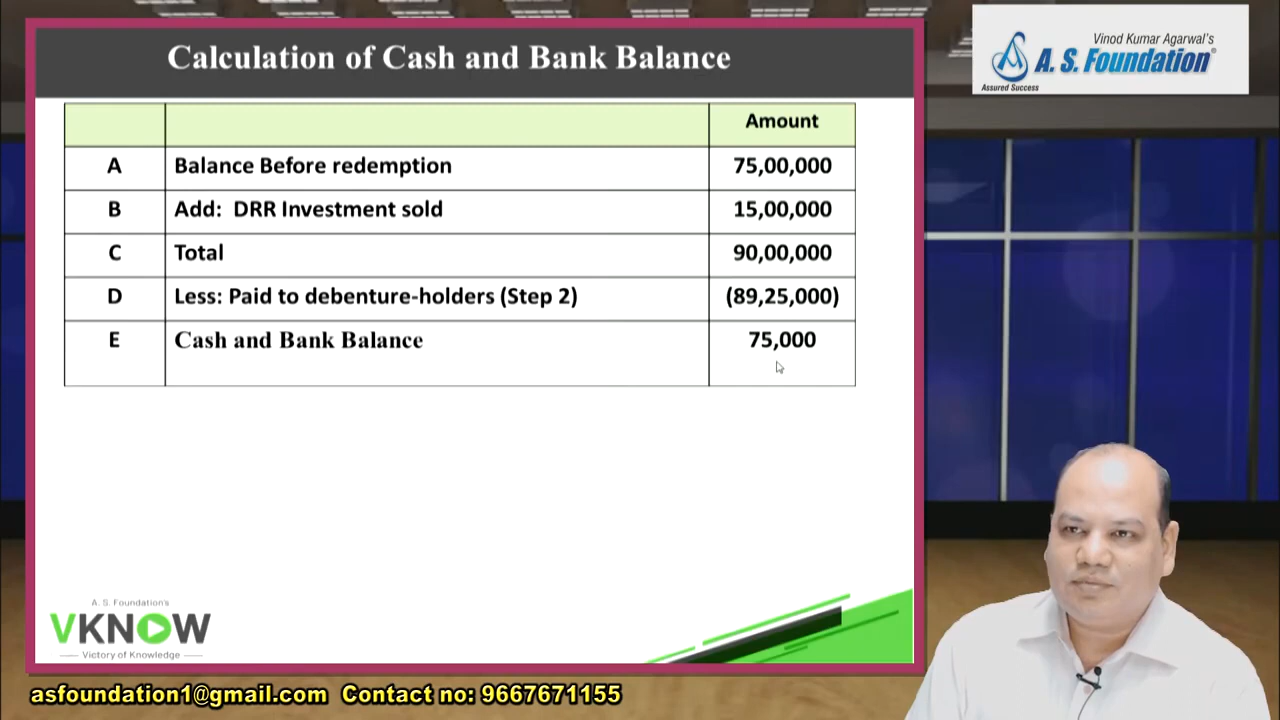 Calculation of Cash and Bank Balance
Vinod Kumar Agarwal's
A. S. Foundation®
Assured Success
Amount
A Balance Before redemption 75,00,000
B Add: DRR Investment sold 15,00,000
C Total 90,00,000
D Less: Paid to debenture-holders (Step 2) (89,25,000)
E Cash and Bank Balance 75,000
A. S. Foundation's
VKNOW
Victory of Knowledge
asfoundation1@gmail.com Contact no: 9667671155